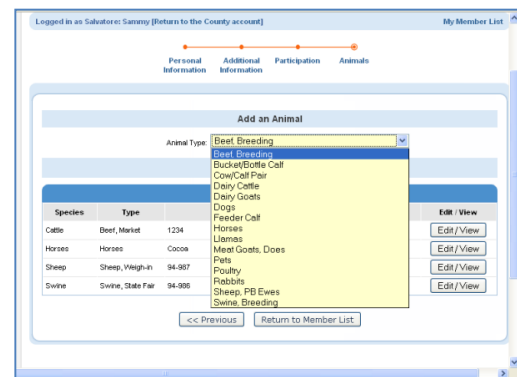 Logged in as Salvatore: Sammy [Return to the County account] My Member List
Personal Information Additional Information Participation Animals
Add an Animal
Animal Type: Beef, Breeding
Beef, Breeding
Bucket/Bottle Calf
Cow/Calf Pair
Dairy Cattle
Dairy Goats
Dogs
Feeder Calf
Horses
Llamas
Meat Goats, Does
Pets
Poultry
Rabbits
Sheep, PB Ewes
Swine, Breeding
Species Type Edit / View
Cattle Beef, Market 1234 Edit/View
Horses Horses Cocoa Edit/View
Sheep Sheep, Weigh-in 94-987 Edit/View
Swine Swine, State Fair 94-986 Edit/View
<< Previous Return to Member List